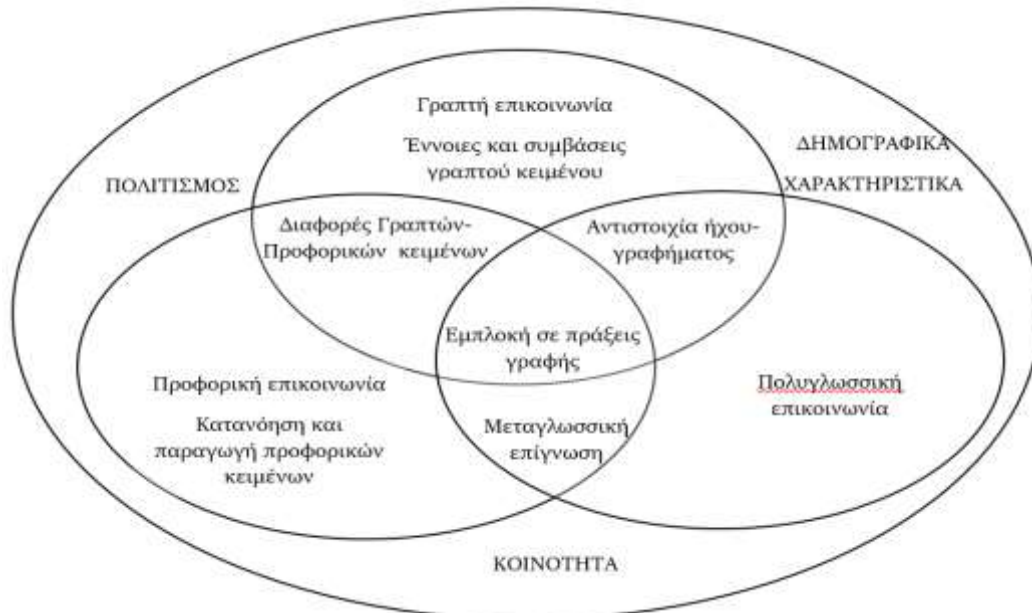 Γραπτή επικοινωνία
Έννοιες και συμβάσεις
γραπτού κειμένου
ΠΟΛΙΤΙΣΜΟΣ
ΔΗΜΟΓΡΑΦΙΚΑ
ΧΑΡΑΚΤΗΡΙΣΤΙΚΑ
Διαφορές Γραπτών-
Προφορικών κειμένων
Αντιστοιχία ήχου-
γραφήματος
Εμπλοκή σε πράξεις
γραφής
Προφορική επικοινωνία
Κατανόηση και
παραγωγή προφορικών
κειμένων
Μεταγλωσσική
επίγνωση
Πολυγλωσσική
επικοινωνία
ΚΟΙΝΟΤΗΤΑ